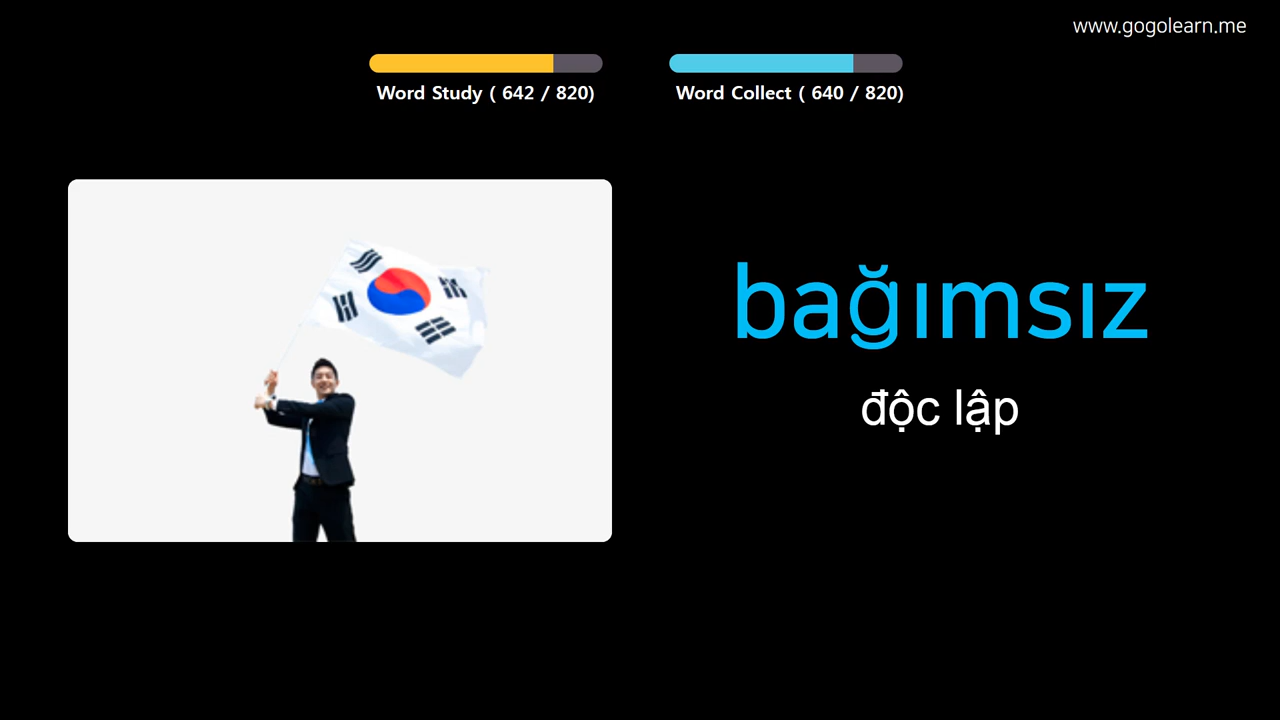 www.gogolearn.me
Word Study ( 642 / 820)
Word Collect ( 640 / 820)
bağımsız
độc lập